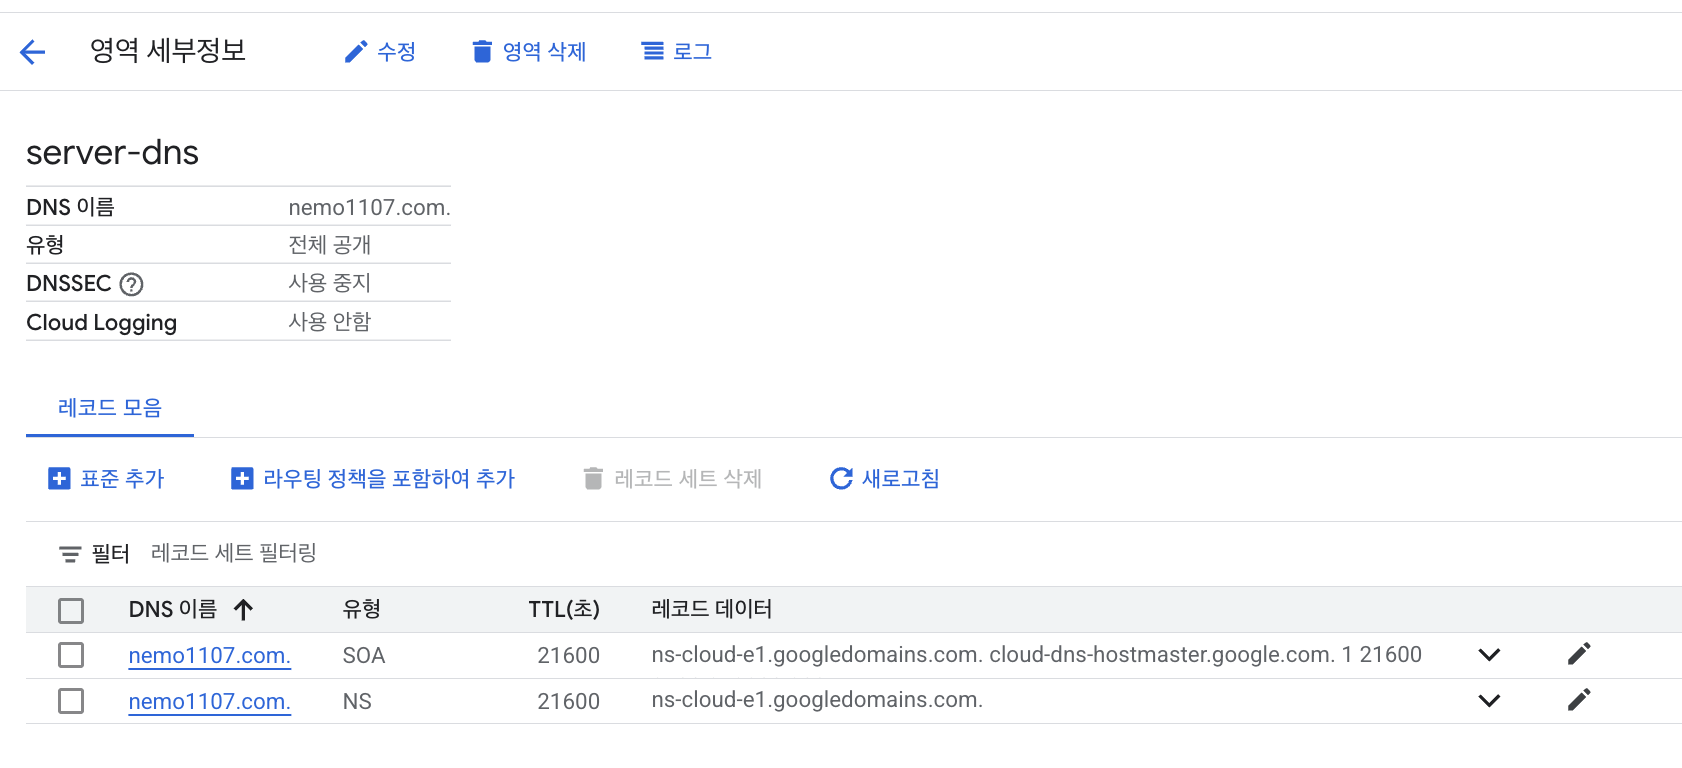 영역 세부정보 수정 영역 삭제 로그
server-dns
DNS 이름 nemo1107.com.
유형 전체 공개
DNSSEC ? 사용 중지
Cloud Logging 사용 안함
레코드 모음
표준 추가 라우팅 정책을 포함하여 추가 레코드 세트 삭제 새로고침
필터 레코드 세트 필터링
DNS 이름 유형 TTL(초) 레코드 데이터
nemo1107.com. SOA 21600 ns-cloud-e1.googledomains.com. cloud-dns-hostmaster.google.com. 1 21600
nemo1107.com. NS 21600 ns-cloud-e1.googledomains.com.